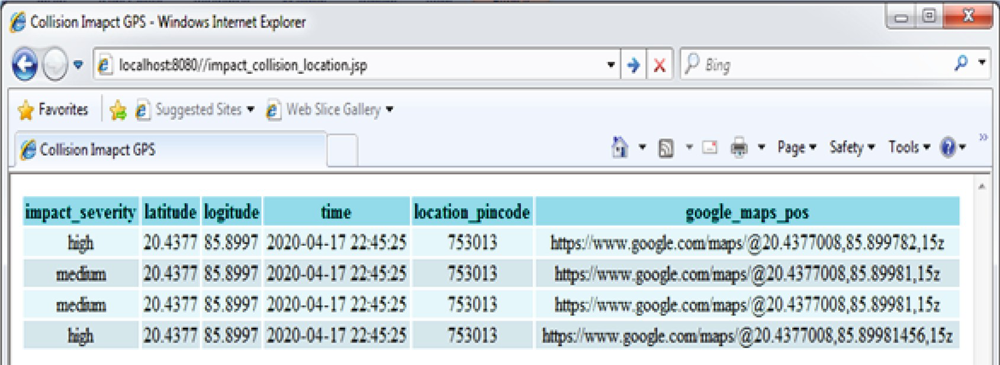 Collision Imapct GPS - Windows Internet Explorer
localhost:8080//impact_collision_location.jsp
Bing
Favorites Suggested Sites Web Slice Gallery
Collision Imapct GPS Page Safety Tools
impact_severity latitude logitude time location_pincode google_maps_pos
high 20.4377 85.8997 2020-04-17 22:45:25 753013 https://www.google.com/maps/@20.4377008,85.899782,15z
medium 20.4377 85.8997 2020-04-17 22:45:25 753013 https://www.google.com/maps/@20.4377008,85.89981,15z
medium 20.4377 85.8997 2020-04-17 22:45:25 753013 https://www.google.com/maps/@20.4377008,85.89981,15z
high 20.4377 85.8997 2020-04-17 22:45:25 753013 https://www.google.com/maps/@20.4377008,85.89981456,15z